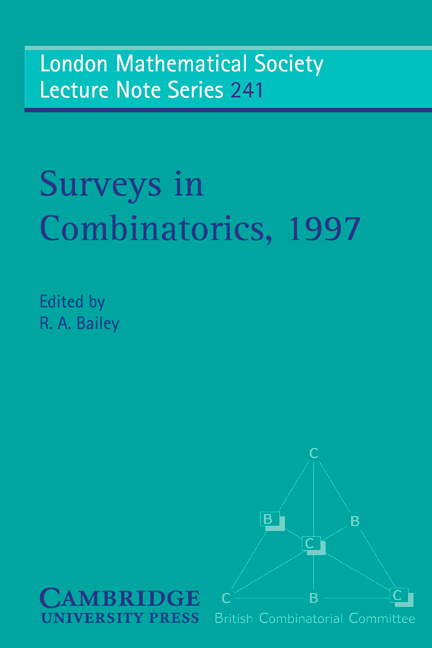 London Mathematical Society
Lecture Note Series 241
Surveys in
Combinatorics, 1997
Edited by
R. A. Bailey
C
B
B
C
C
B
C
CAMBRIDGE
UNIVERSITY PRESS
British Combinatorial Committee